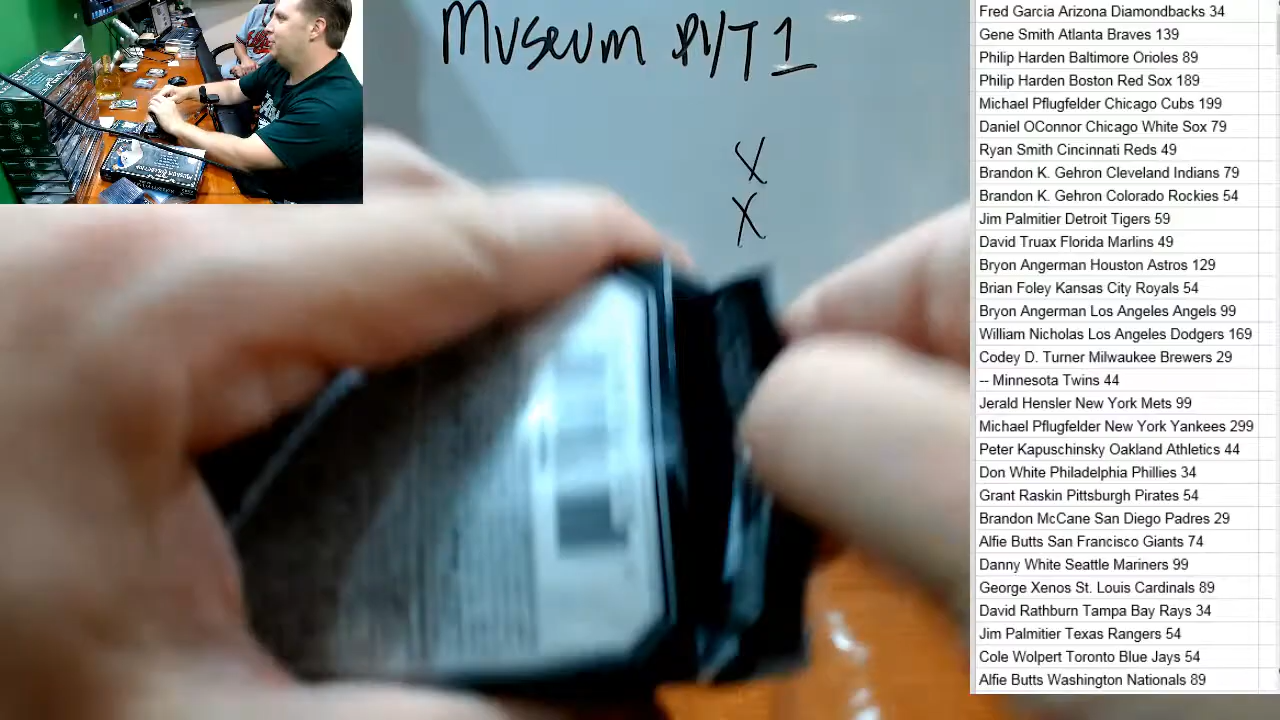 Museum PI/T 1
X
X
Fred Garcia Arizona Diamondbacks 34
Gene Smith Atlanta Braves 139
Philip Harden Baltimore Orioles 89
Philip Harden Boston Red Sox 189
Michael Pflugfelder Chicago Cubs 199
Daniel OConnor Chicago White Sox 79
Ryan Smith Cincinnati Reds 49
Brandon K. Gehron Cleveland Indians 79
Brandon K. Gehron Colorado Rockies 54
Jim Palmitier Detroit Tigers 59
David Truax Florida Marlins 49
Bryon Angerman Houston Astros 129
Brian Foley Kansas City Royals 54
Bryon Angerman Los Angeles Angels 99
William Nicholas Los Angeles Dodgers 169
Codey D. Turner Milwaukee Brewers 29
-- Minnesota Twins 44
Jerald Hensler New York Mets 99
Michael Pflugfelder New York Yankees 299
Peter Kapuschinsky Oakland Athletics 44
Don White Philadelphia Phillies 34
Grant Raskin Pittsburgh Pirates 54
Brandon McCane San Diego Padres 29
Alfie Butts San Francisco Giants 74
Danny White Seattle Mariners 99
George Xenos St. Louis Cardinals 89
David Rathburn Tampa Bay Rays 34
Jim Palmitier Texas Rangers 54
Cole Wolpert Toronto Blue Jays 54
Alfie Butts Washington Nationals 89